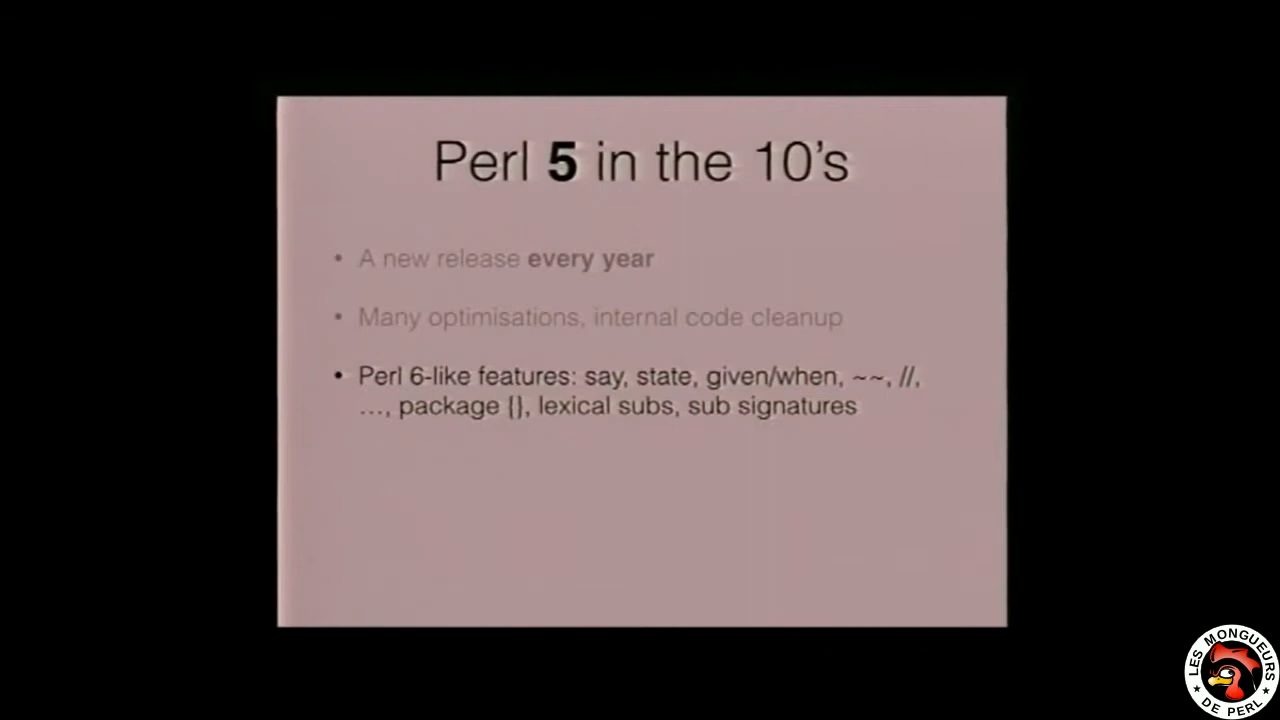 Perl 5 in the 10's
• A new release every year
• Many optimisations, internal code cleanup
• Perl 6-like features: say, state, given/when, ~~, //,
…, package {}, lexical subs, sub signatures
LES MONGUEURS
★ DE PERL ★